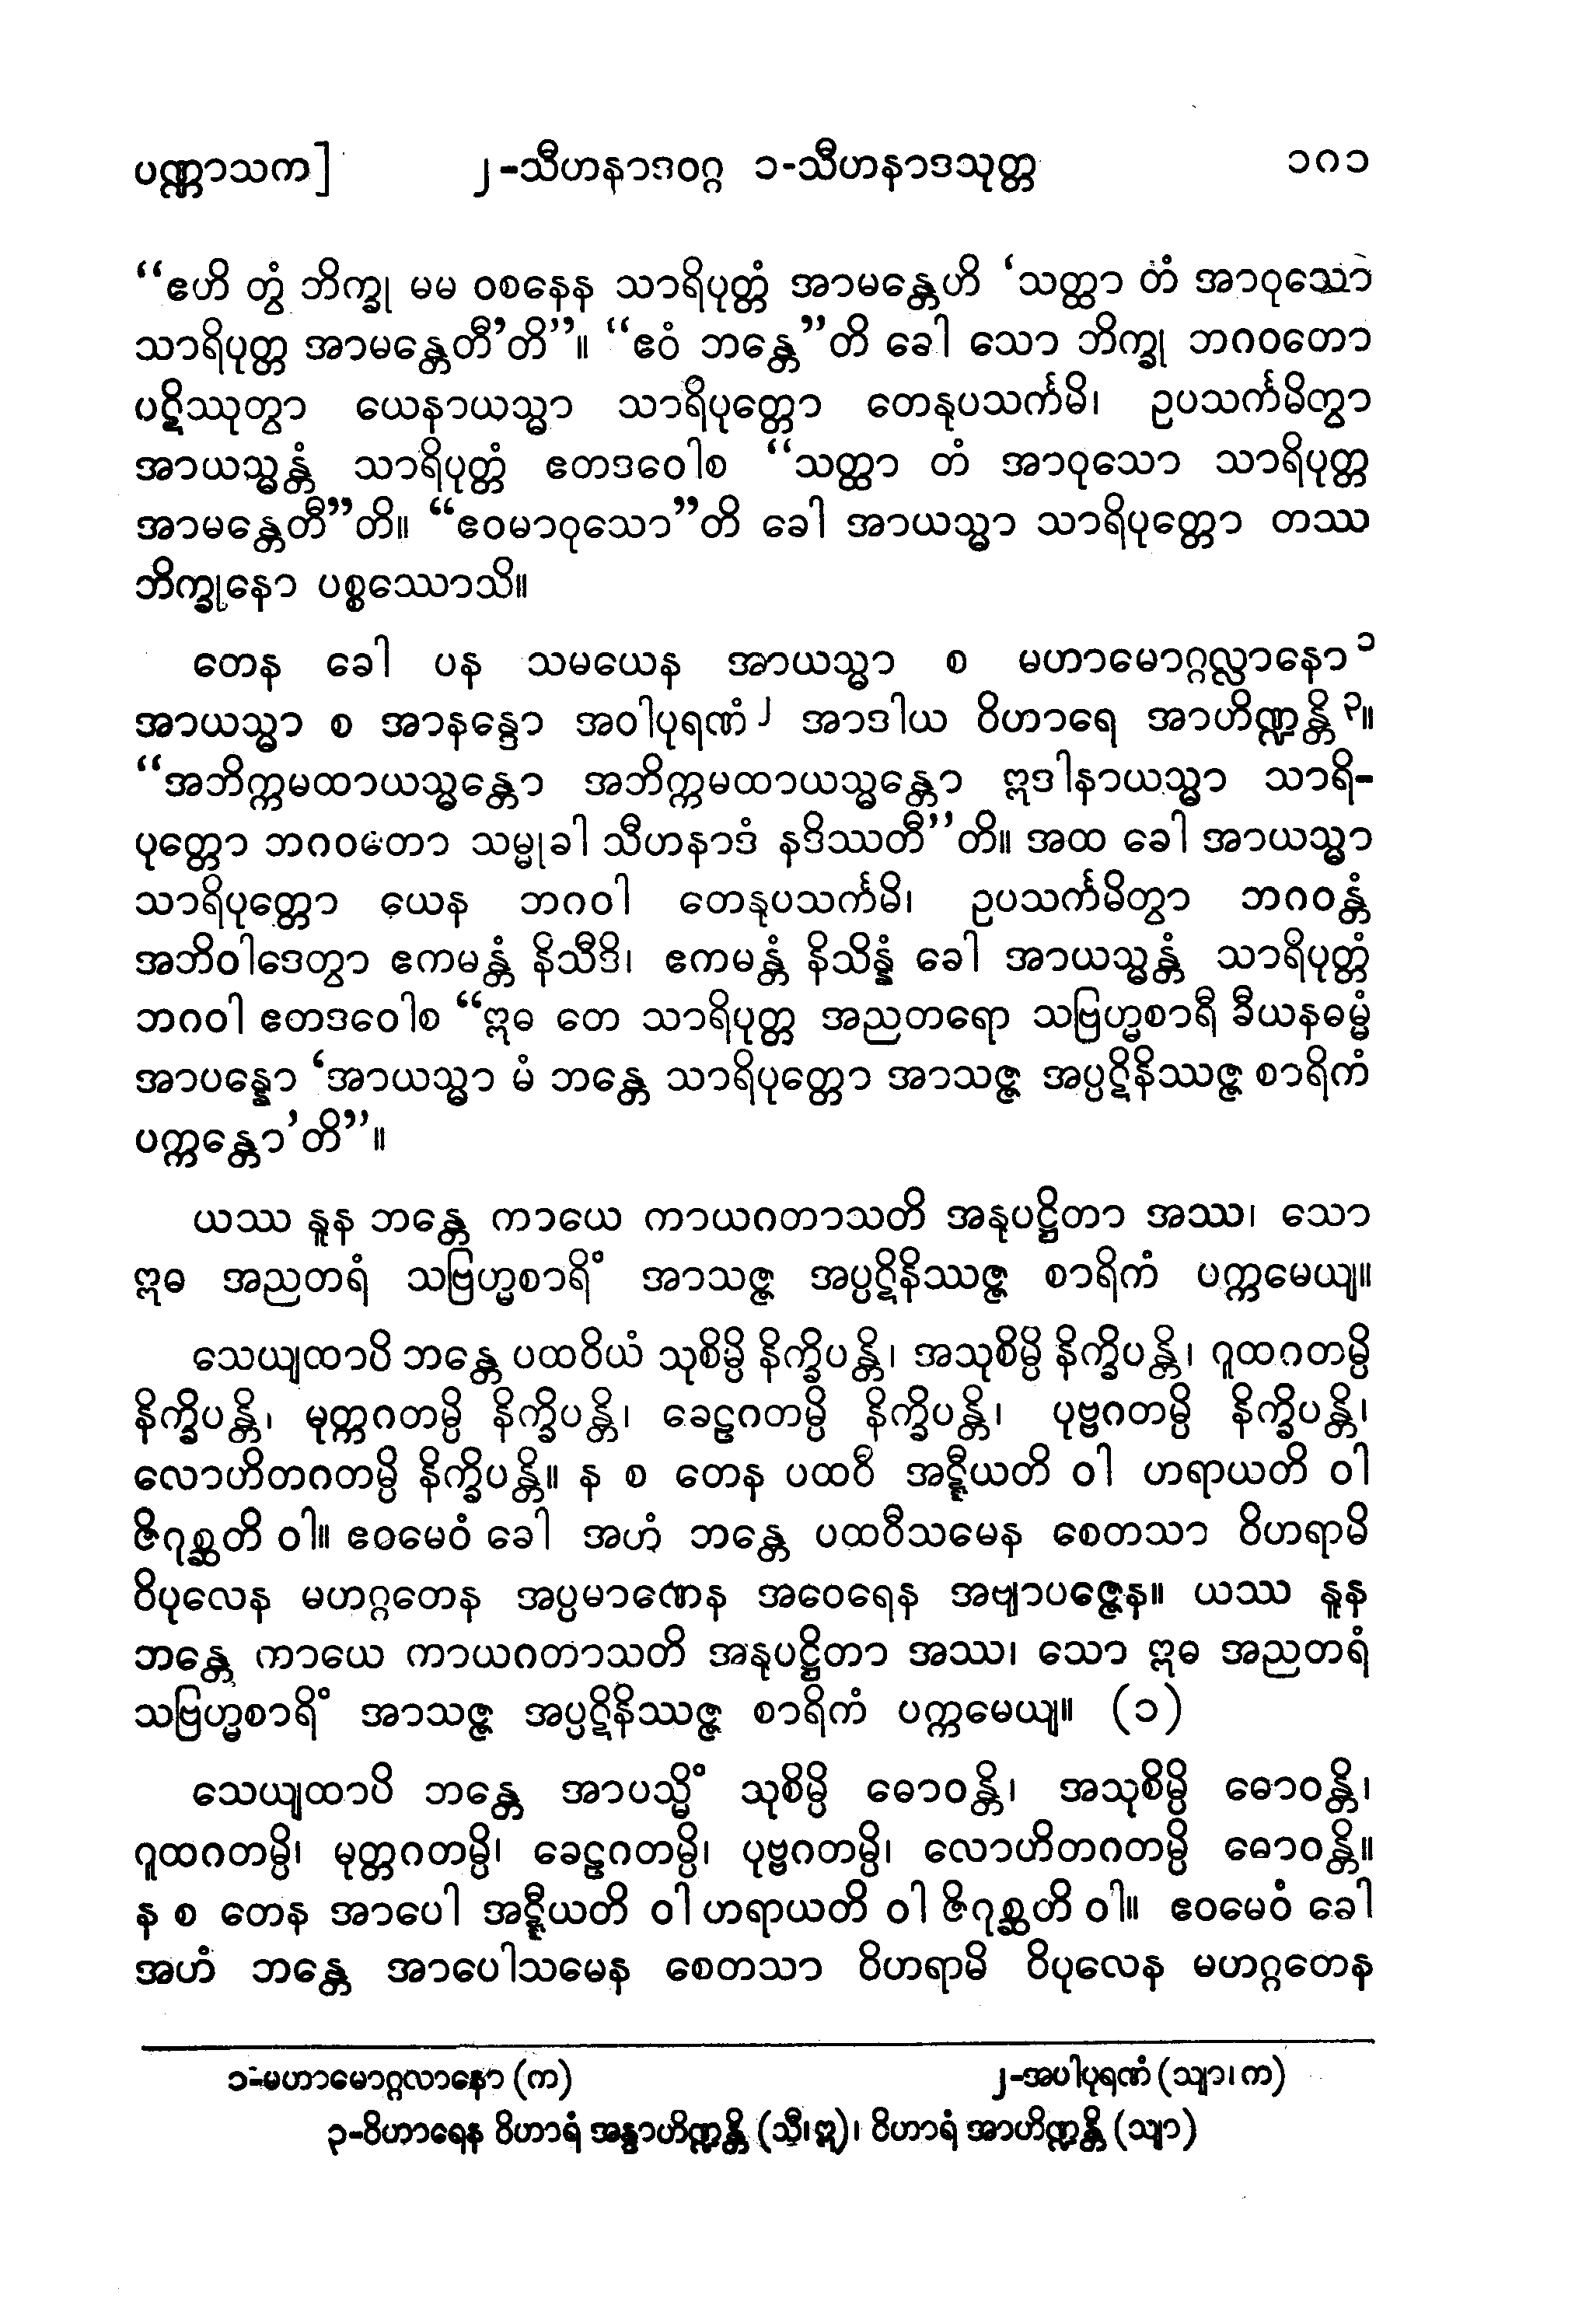 ပဏ္ဏာသက] ၂-သီဟနာဒဝဂ္ဂ ၁-သီဟနာဒသုတ္တ ၁၈၁
“ဧဟိ တွံ ဘိက္ခု မမ ဝစနေန သာရိပုတ္တံ အာမန္တေဟိ ‘သတ္ထာ တံ အာဝုသော
သာရိပုတ္တ အာမန္တေတီ’တိ”။ “ဧဝံ ဘန္တေ”တိ ခေါ သော ဘိက္ခု ဘဂဝတော
ပဋိဿုတွာ ယေနာယသ္မာ သာရိပုတ္တော တေနုပသင်္ကမိ၊ ဥပသင်္ကမိတွာ
အာယသ္မန္တံ သာရိပုတ္တံ ဧတဒဝေါစ “သတ္ထာ တံ အာဝုသော သာရိပုတ္တ
အာမန္တေတီ”တိ။ “ဧဝမာဝုသော”တိ ခေါ အာယသ္မာ သာရိပုတ္တော တဿ
ဘိက္ခုနော ပစ္စဿောသိ။
တေန ခေါ ပန သမယေန အာယသ္မာ စ မဟာမောဂ္ဂလ္လာနော ၁
အာယသ္မာ စ အာနန္ဒော အဝါပုရဏံ ၂ အာဒါယ ဝိဟာရေ အာဟိဏ္ဍန္တိ ၃။
“အဘိက္ကမထာယသ္မန္တော အဘိက္ကမထာယသ္မန္တော ဣဒါနာယသ္မာ သာရိ-
ပုတ္တော ဘဂဝတော သမ္မုခါ သီဟနာဒံ နဒိဿတီ”တိ။ အထ ခေါ အာယသ္မာ
သာရိပုတ္တော ယေန ဘဂဝါ တေနုပသင်္ကမိ၊ ဥပသင်္ကမိတွာ ဘဂဝန္တံ
အဘိဝါဒေတွာ ဧကမန္တံ နိသီဒိ၊ ဧကမန္တံ နိသိန္နံ ခေါ အာယသ္မန္တံ သာရိပုတ္တံ
ဘဂဝါ ဧတဒဝေါစ “ဣဓ တေ သာရိပုတ္တ အညတရော သဗြဟ္မစာရီ ခီယနဓမ္မံ
အာပန္နော ‘အာယသ္မာ မံ ဘန္တေ သာရိပုတ္တော အာသဇ္ဇ အပ္ပဋိနိဿဇ္ဇ စာရိကံ
ပက္ကန္တော’တိ”။
ယဿ နူန ဘန္တေ ကာယေ ကာယဂတာသတိ အနုပဋ္ဌိတာ အဿ၊ သော
ဣဓ အညတရံ သဗြဟ္မစာရိံ အာသဇ္ဇ အပ္ပဋိနိဿဇ္ဇ စာရိကံ ပက္ကမေယျ။
သေယျထာပိ ဘန္တေ ပထဝိယံ သုစိမ္ပိ နိက္ခိပန္တိ၊ အသုစိမ္ပိ နိက္ခိပန္တိ၊ ဂူထဂတမ္ပိ
နိက္ခိပန္တိ၊ မုတ္တဂတမ္ပိ နိက္ခိပန္တိ၊ ခေဠဂတမ္ပိ နိက္ခိပန္တိ၊ ပုဗ္ဗဂတမ္ပိ နိက္ခိပန္တိ၊
လောဟိတဂတမ္ပိ နိက္ခိပန္တိ။ န စ တေန ပထဝီ အဋ္ဋီယတိ ဝါ ဟရာယတိ ဝါ
ဇိဂုစ္ဆတိ ဝါ။ ဧဝမေဝံ ခေါ အဟံ ဘန္တေ ပထဝီသမေန စေတသာ ဝိဟရာမိ
ဝိပုလေန မဟဂ္ဂတေန အပ္ပမာဏေန အဝေရေန အဗျာပဇ္ဇေန။ ယဿ နူန
ဘန္တေ ကာယေ ကာယဂတာသတိ အနုပဋ္ဌိတာ အဿ၊ သော ဣဓ အညတရံ
သဗြဟ္မစာရိံ အာသဇ္ဇ အပ္ပဋိနိဿဇ္ဇ စာရိကံ ပက္ကမေယျ။ (၁)
သေယျထာပိ ဘန္တေ အာပသ္မိံ သုစိမ္ပိ ဓောဝန္တိ၊ အသုစိမ္ပိ ဓောဝန္တိ၊
ဂူထဂတမ္ပိ၊ မုတ္တဂတမ္ပိ၊ ခေဠဂတမ္ပိ၊ ပုဗ္ဗဂတမ္ပိ၊ လောဟိတဂတမ္ပိ ဓောဝန္တိ။
န စ တေန အာပေါ အဋ္ဋီယတိ ဝါ ဟရာယတိ ဝါ ဇိဂုစ္ဆတိ ဝါ။ ဧဝမေဝံ ခေါ
အဟံ ဘန္တေ အာပေါသမေန စေတသာ ဝိဟရာမိ ဝိပုလေန မဟဂ္ဂတေန
၁-မဟာမောဂ္ဂလာနော (က) ၂-အပါပုရဏံ (သျာ၊ က)
၃-ဝိဟာရေန ဝိဟာရံ အန္វာဟိဏ္ဍန္တိ (သီ၊ ဣ)၊ ဝိဟာရံ အာဟိဏ္ဍန္တိ (သျာ)